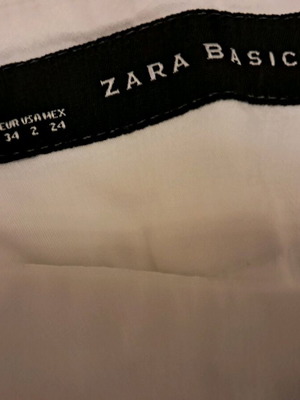 ZARA BASIC
EUR USA MEX
34 2 24